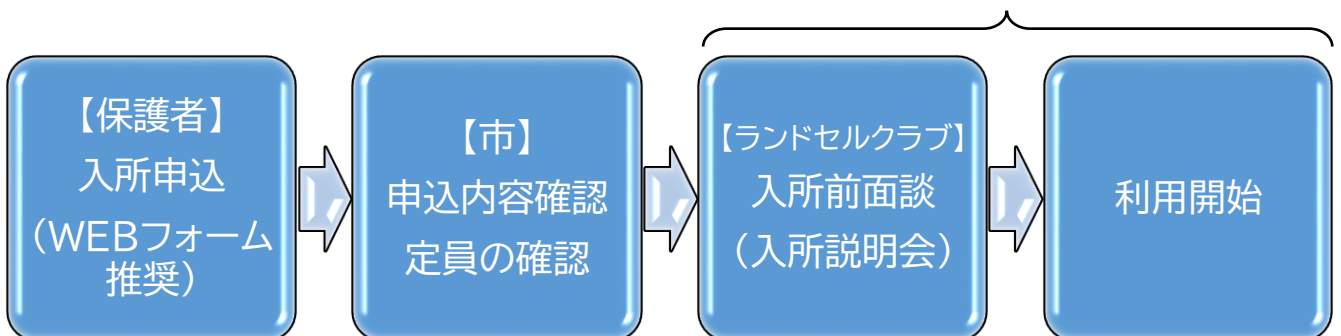 【保護者】
入所申込
（WEBフォーム
推奨）
【市】
申込内容確認
定員の確認
【ランドセルクラブ】
入所前面談
（入所説明会）
利用開始